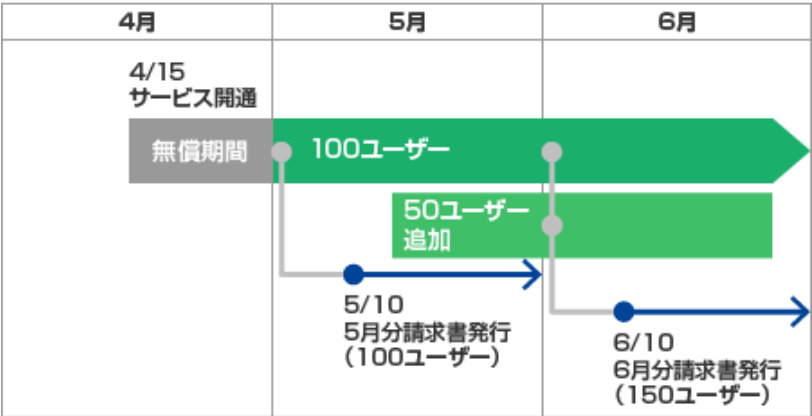 4月
5月
6月
4/15
サービス開通
無償期間
100ユーザー
50ユーザー
追加
5/10
5月分請求書発行
（100ユーザー）
6/10
6月分請求書発行
（150ユーザー）